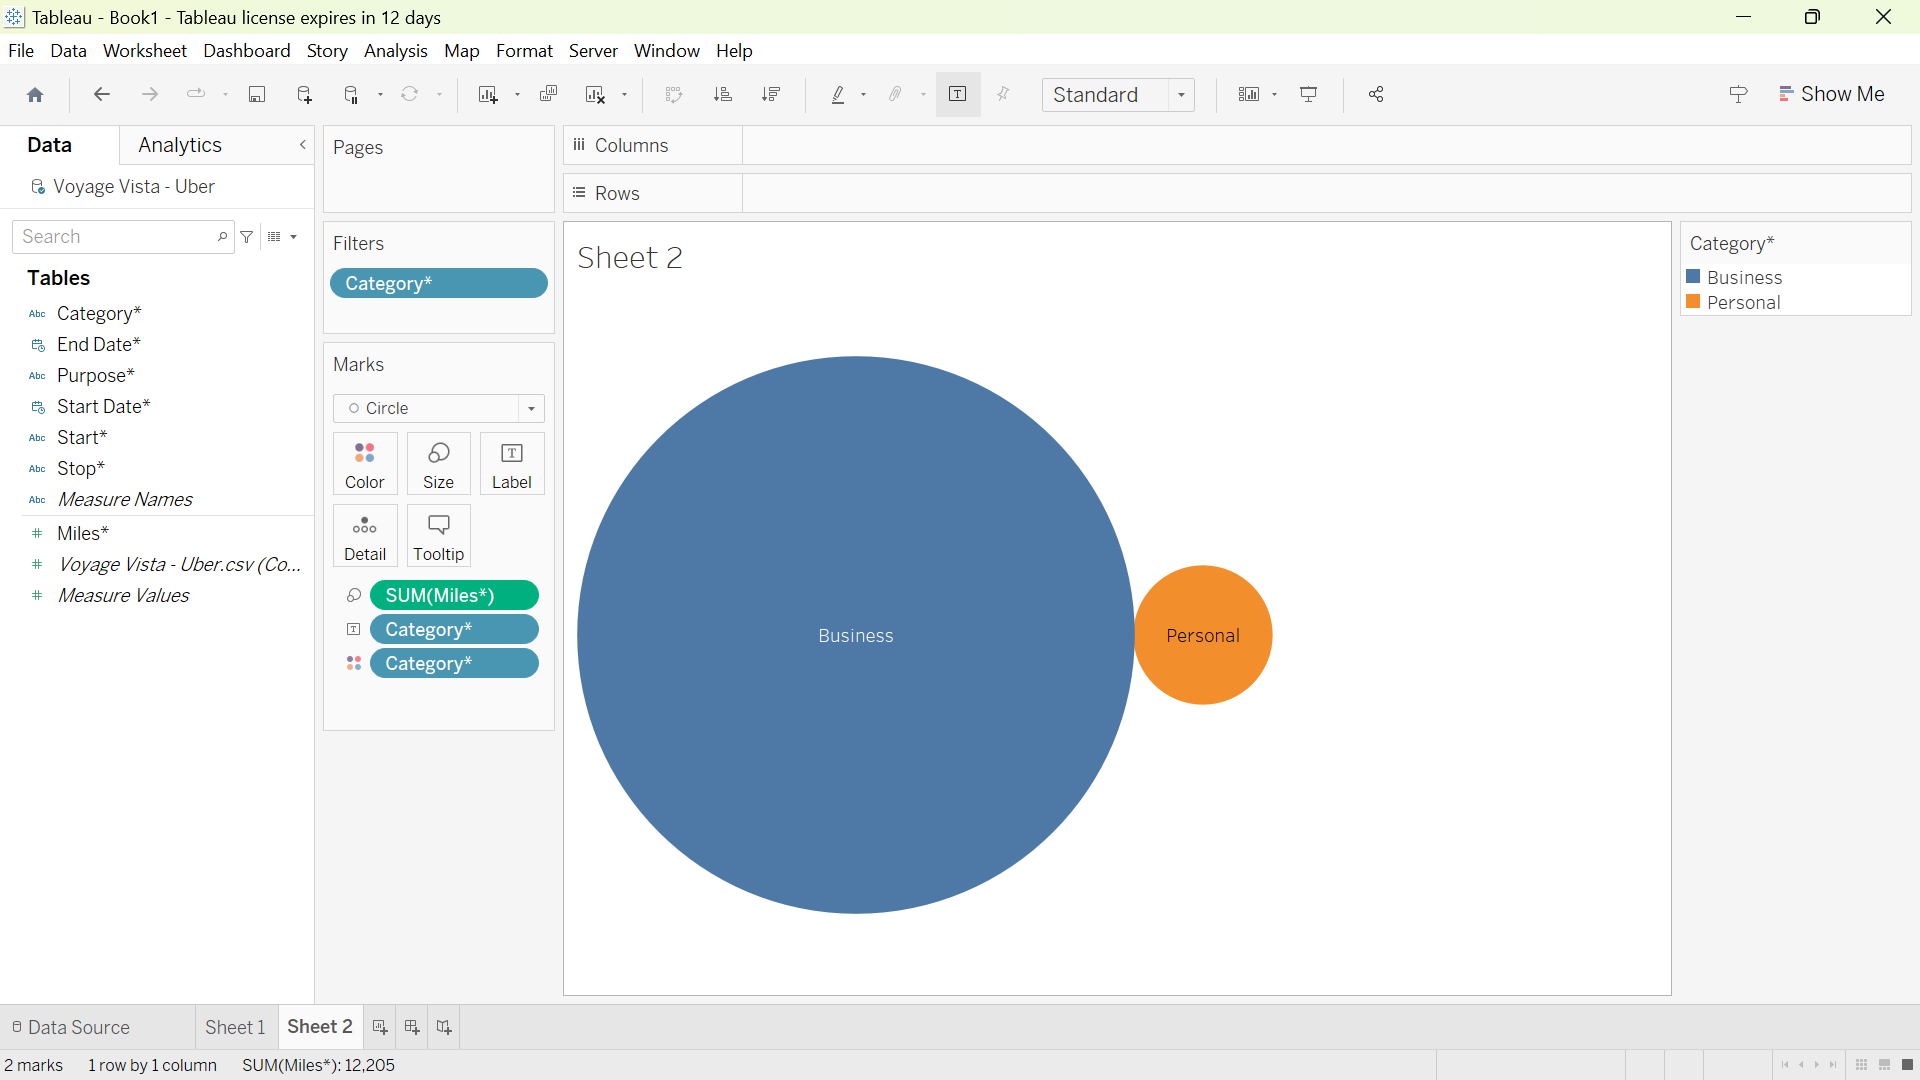 Tableau - Book1 - Tableau license expires in 12 days
File Data Worksheet Dashboard Story Analysis Map Format Server Window Help
Standard
Show Me
Data
Analytics
Voyage Vista - Uber
Search
Tables
Abc Category*
End Date*
Abc Purpose*
Start Date*
Abc Start*
Abc Stop*
Abc Measure Names
# Miles*
# Voyage Vista - Uber.csv (Co...
# Measure Values
Pages
Filters
Category*
Marks
Circle
Color
Size
Label
Detail
Tooltip
SUM(Miles*)
Category*
Category*
Columns
Rows
Sheet 2
Business
Personal
Category*
Business
Personal
Data Source
Sheet 1
Sheet 2
2 marks 1 row by 1 column SUM(Miles*): 12,205